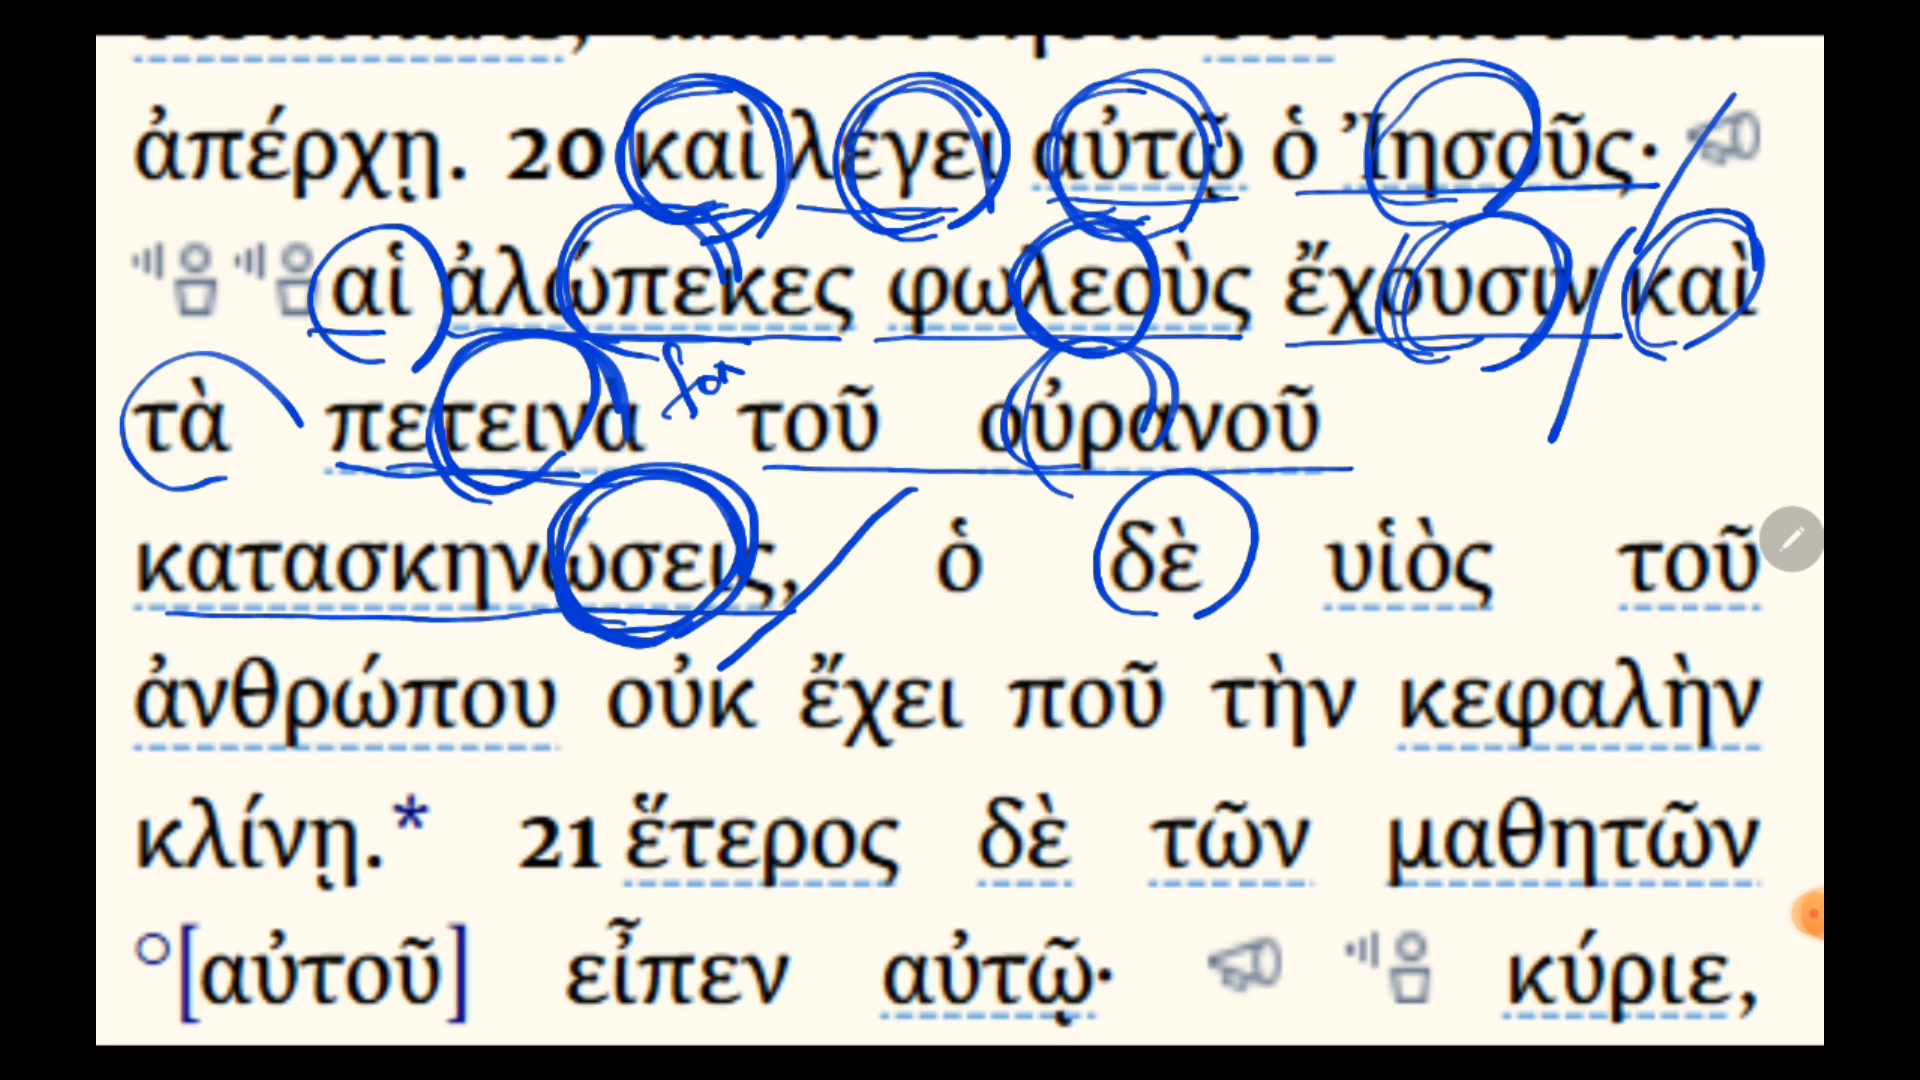 ἀπέρχῃ. 20 καὶ λέγει αὐτῷ ὁ Ἰησοῦς·
αἱ ἀλώπεκες φωλεοὺς ἔχουσιν καὶ
τὰ πετεινὰ τοῦ οὐρανοῦ
fox
κατασκηνώσεις, ὁ δὲ υἱὸς τοῦ
ἀνθρώπου οὐκ ἔχει ποῦ τὴν κεφαλὴν
κλίνῃ.* 21 ἕτερος δὲ τῶν μαθητῶν
°[αὐτοῦ] εἶπεν αὐτῷ· κύριε,